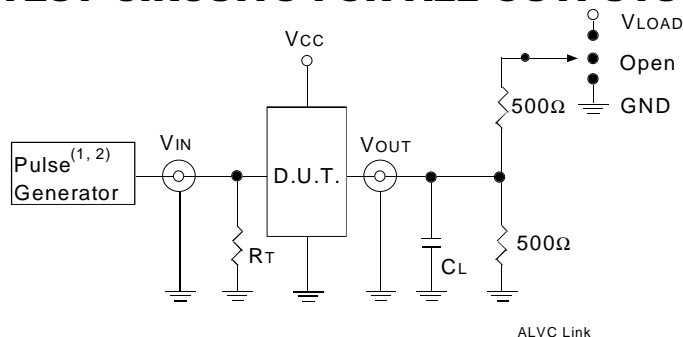 TEST CIRCUITS FOR ALL OUTPUTS
VLOAD
VCC
Open
500Ω
GND
VIN
VOUT
Pulse(1, 2)
Generator
D.U.T.
RT
CL
500Ω
ALVC Link